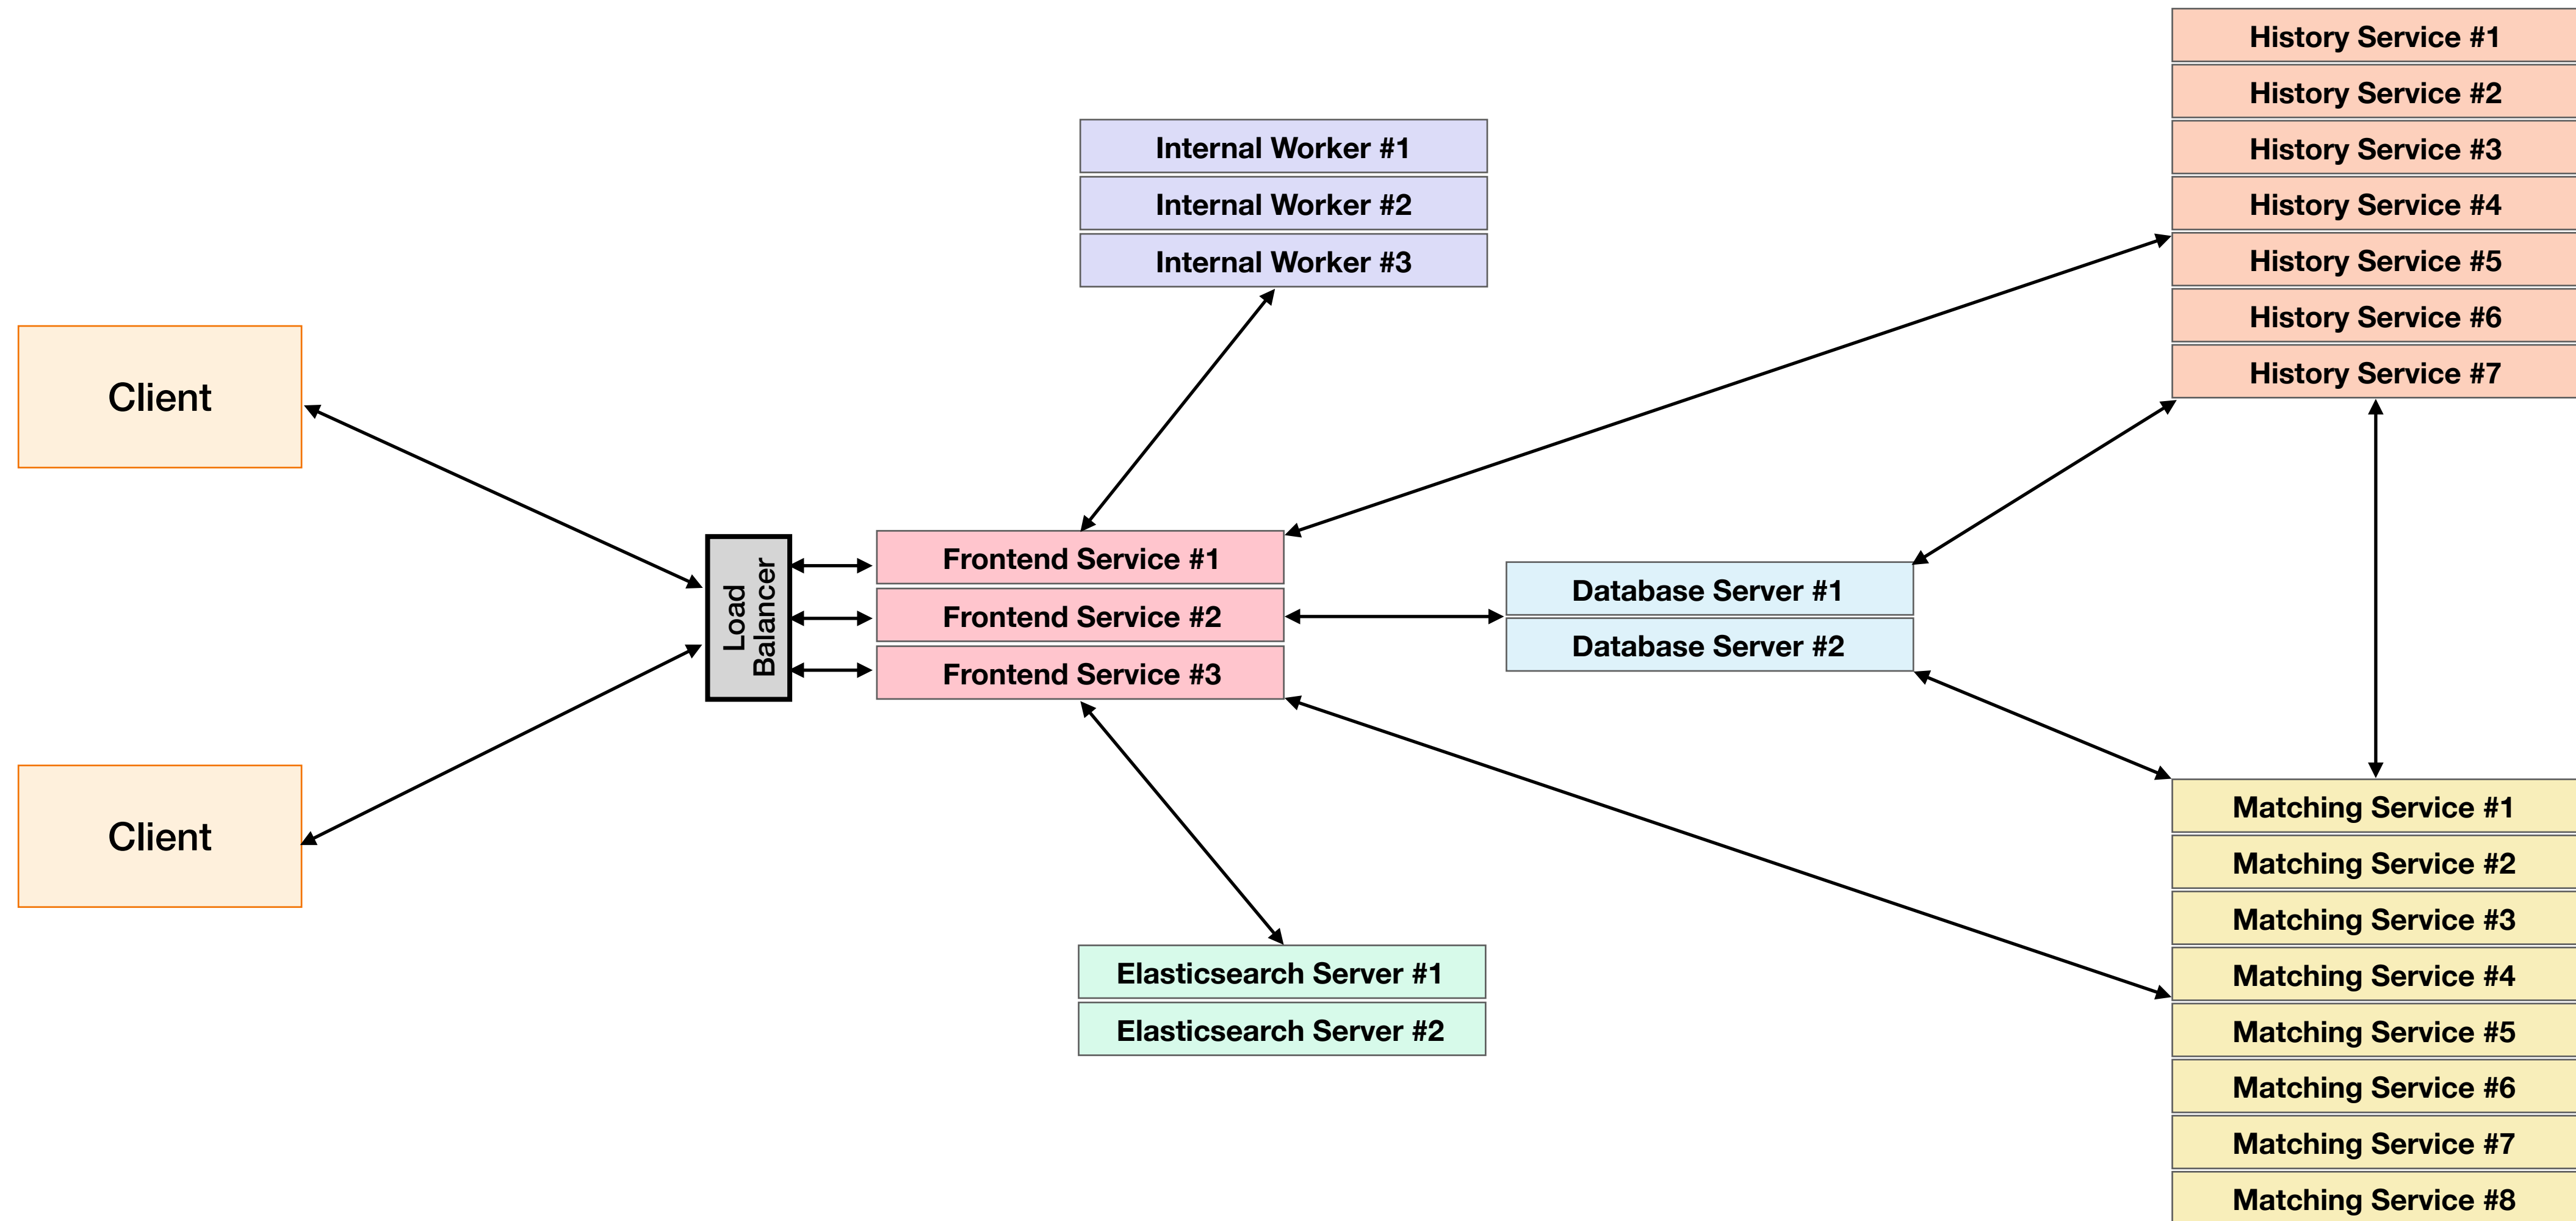 History Service #1
History Service #2
History Service #3
History Service #4
History Service #5
History Service #6
History Service #7
Internal Worker #1
Internal Worker #2
Internal Worker #3
Client
Client
Load
Balancer
Frontend Service #1
Frontend Service #2
Frontend Service #3
Database Server #1
Database Server #2
Elasticsearch Server #1
Elasticsearch Server #2
Matching Service #1
Matching Service #2
Matching Service #3
Matching Service #4
Matching Service #5
Matching Service #6
Matching Service #7
Matching Service #8